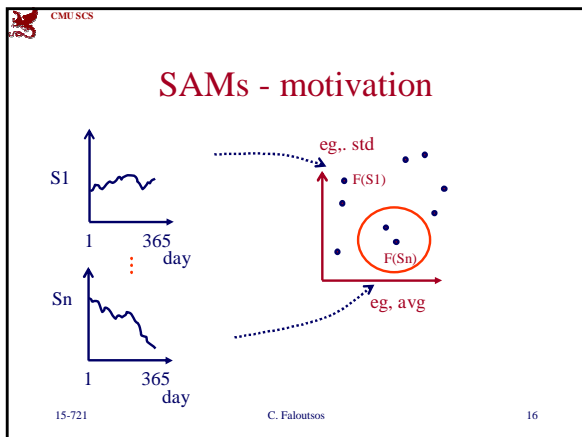 CMU SCS
SAMs - motivation
S1
1 365
day
Sn
1 365
day
eg,. std
F(S1)
F(Sn)
eg, avg
15-721 C. Faloutsos 16